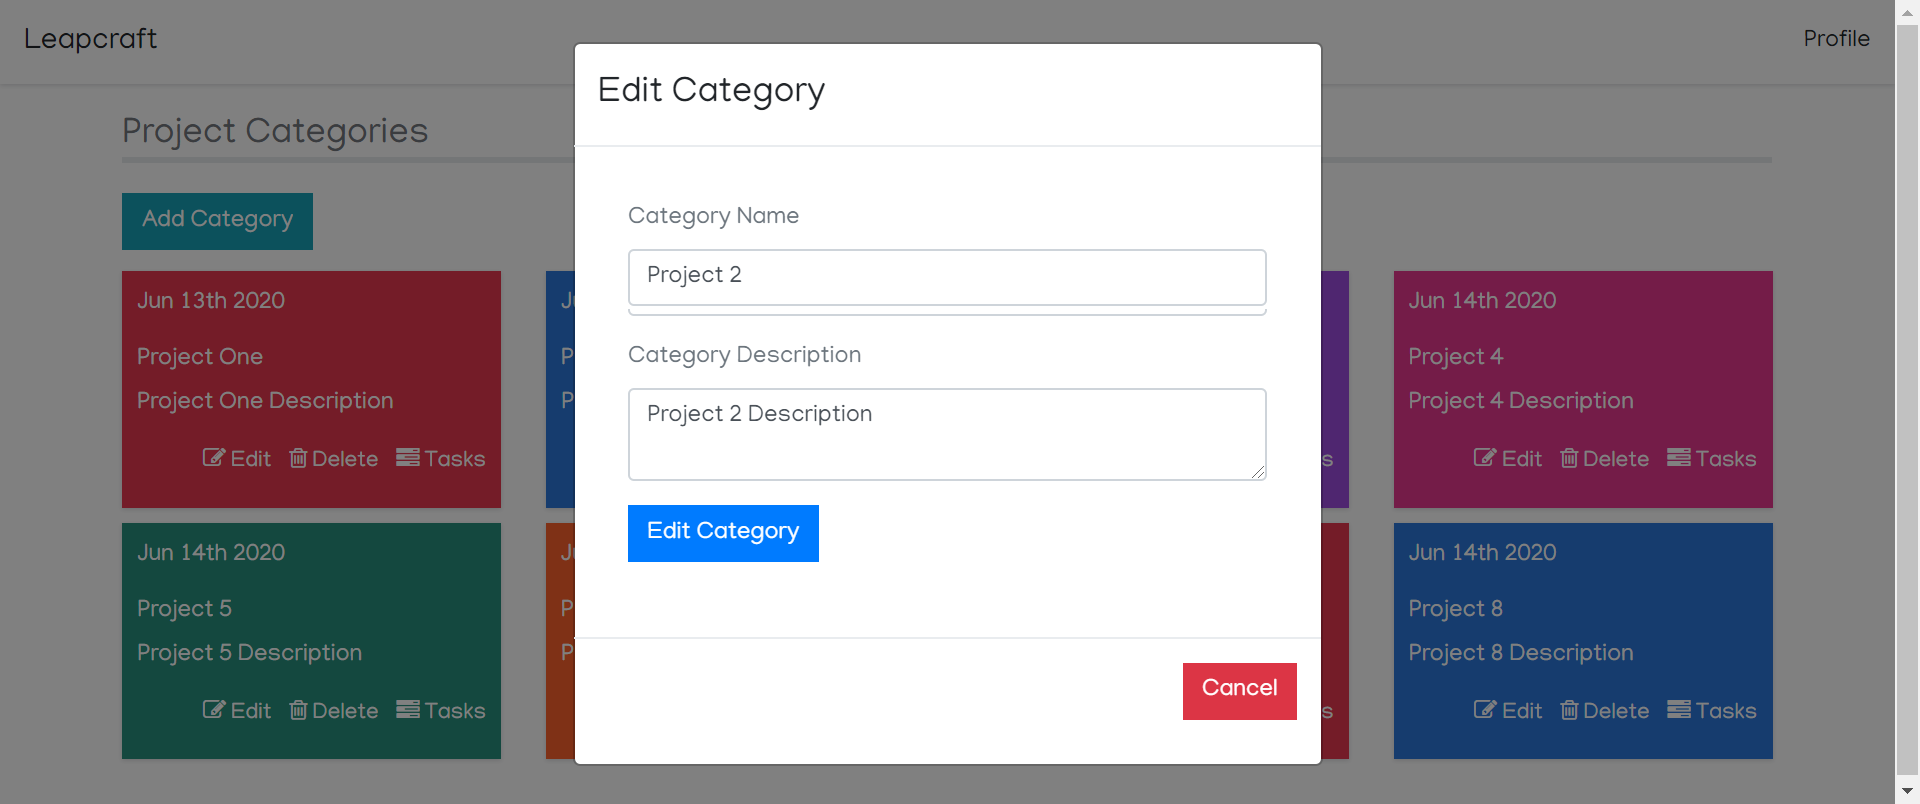 Leapcraft
Profile
Edit Category
Project Categories
Category Name
Add Category
Project 2
Category Description
Project 2 Description
Edit Category
Cancel
Jun 13th 2020
Project One
Project One Description
Edit Delete Tasks
Jun 14th 2020
Project 4
Project 4 Description
Edit Delete Tasks
Jun 14th 2020
Project 5
Project 5 Description
Edit Delete Tasks
Jun 14th 2020
Project 8
Project 8 Description
Edit Delete Tasks